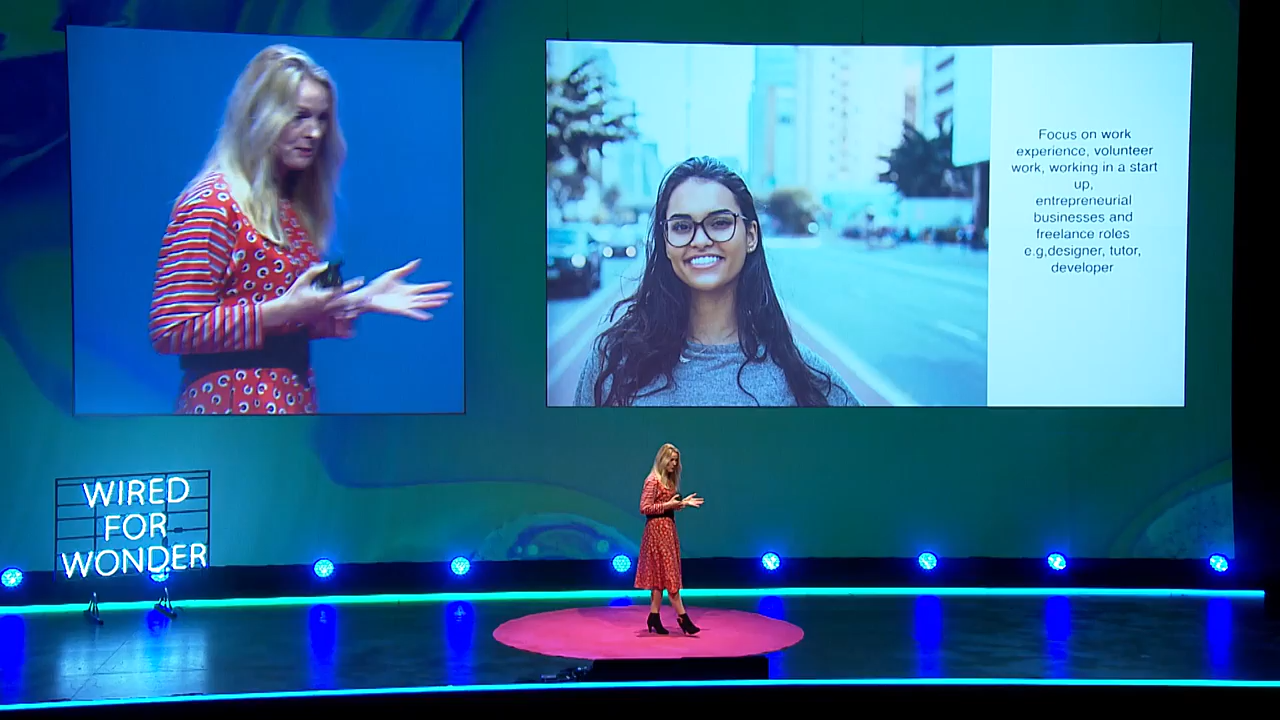 Focus on work
experience, volunteer
work, working in a start
up,
entrepreneurial
businesses and
freelance roles
e.g,designer, tutor,
developer
WIRED
FOR
WONDER